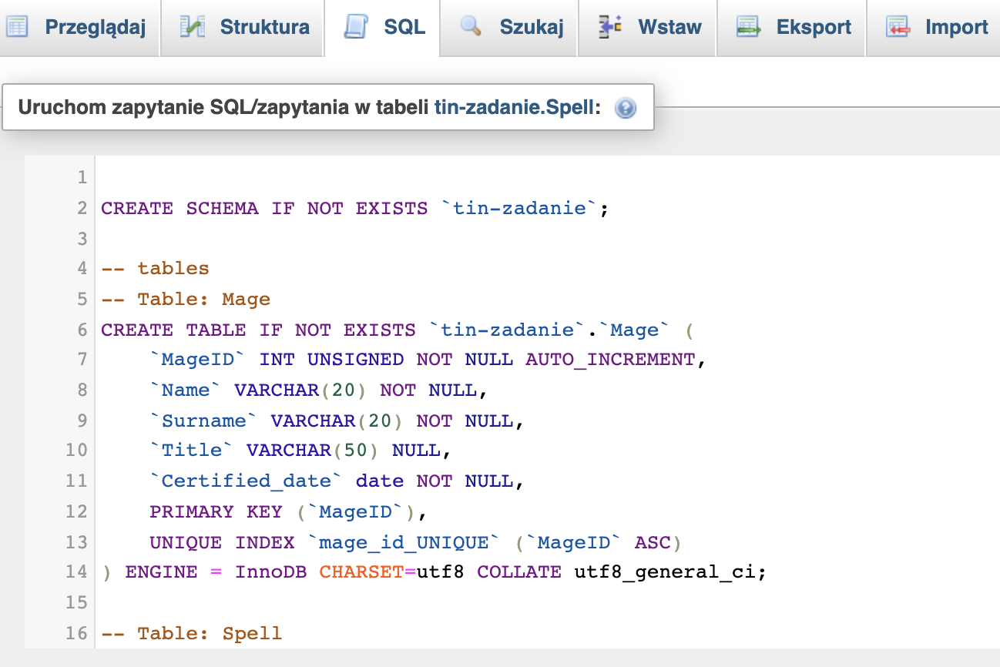 Przeglądaj Struktura SQL Szukaj Wstaw Eksport Import
Uruchom zapytanie SQL/zapytania w tabeli tin-zadanie.Spell:
1
2 CREATE SCHEMA IF NOT EXISTS `tin-zadanie`;
3
4 -- tables
5 -- Table: Mage
6 CREATE TABLE IF NOT EXISTS `tin-zadanie`.`Mage` (
7 `MageID` INT UNSIGNED NOT NULL AUTO_INCREMENT,
8 `Name` VARCHAR(20) NOT NULL,
9 `Surname` VARCHAR(20) NOT NULL,
10 `Title` VARCHAR(50) NULL,
11 `Certified_date` date NOT NULL,
12 PRIMARY KEY (`MageID`),
13 UNIQUE INDEX `mage_id_UNIQUE` (`MageID` ASC)
14 ) ENGINE = InnoDB CHARSET=utf8 COLLATE utf8_general_ci;
15
16 -- Table: Spell